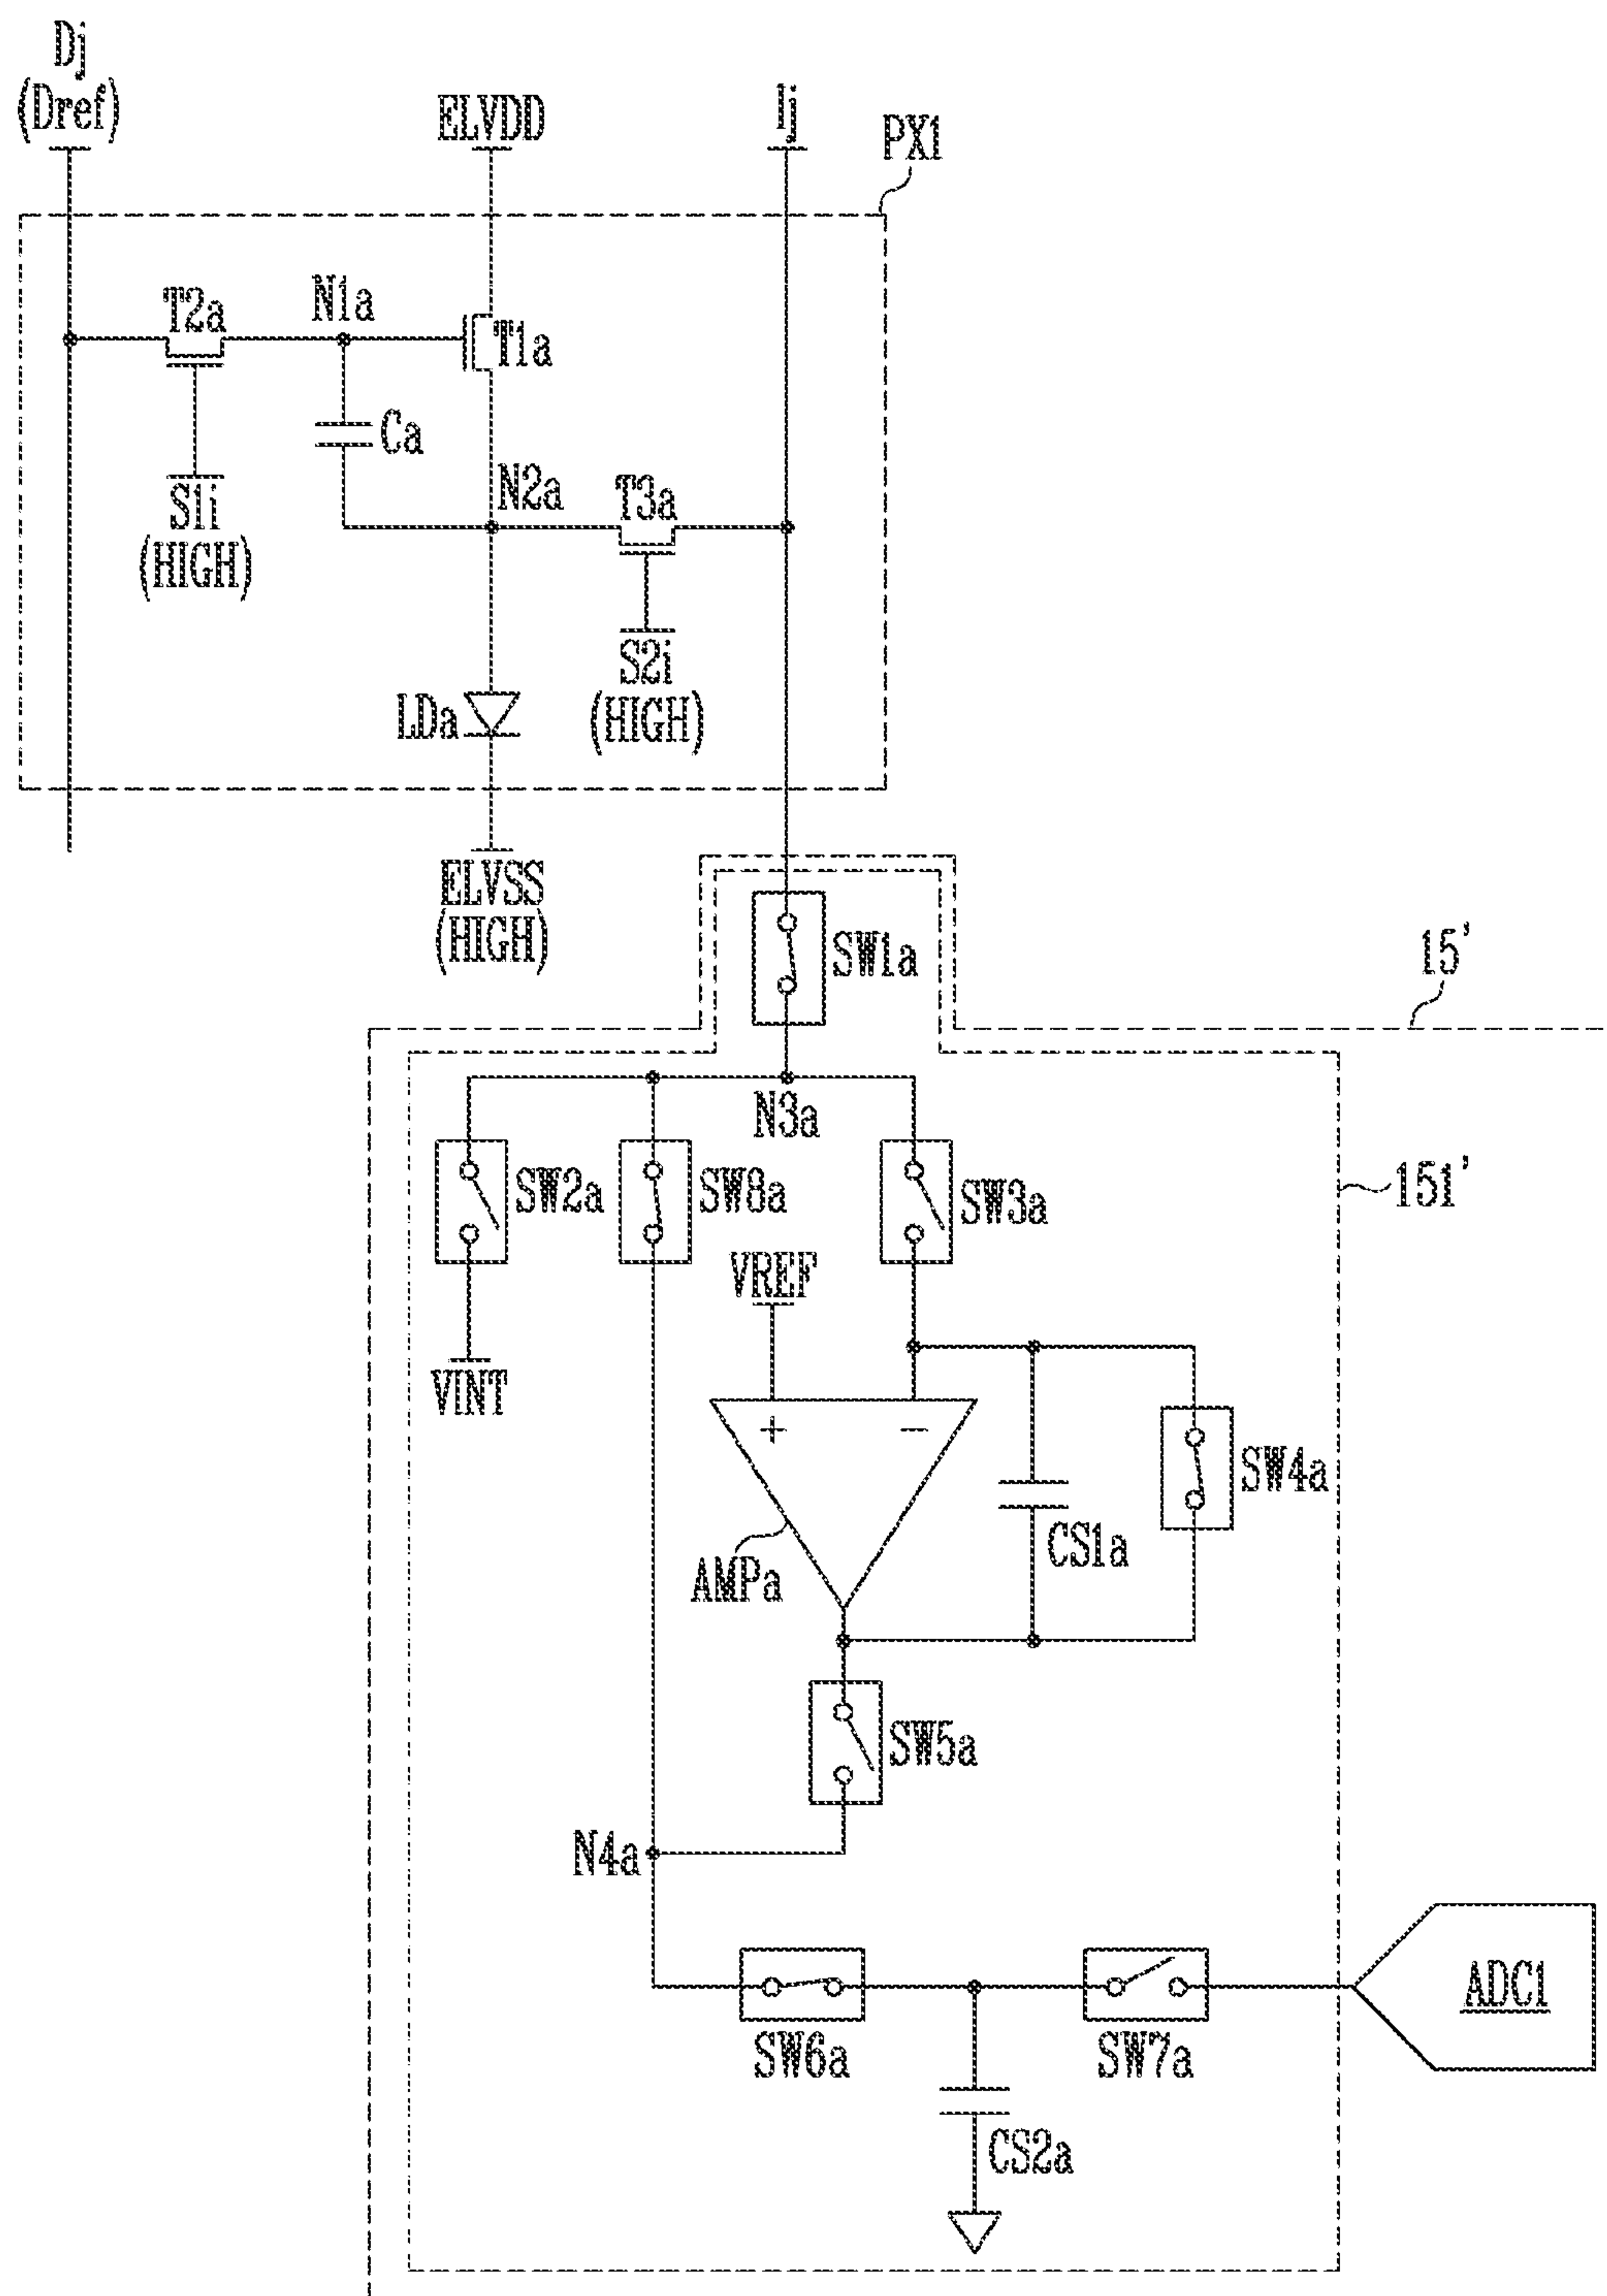 Dj
(Dref)
ELVDD
Ij
PX1
T2a
N1a
T1a
Ca
N2a
T3a
S1i
(HIGH)
S2i
(HIGH)
LDa
ELVSS
(HIGH)
SW1a
15'
N3a
SW2a
SW8a
SW3a
151'
VREF
VINT
+
−
SW4a
CS1a
AMPa
SW5a
N4a
ADC1
SW6a
SW7a
CS2a